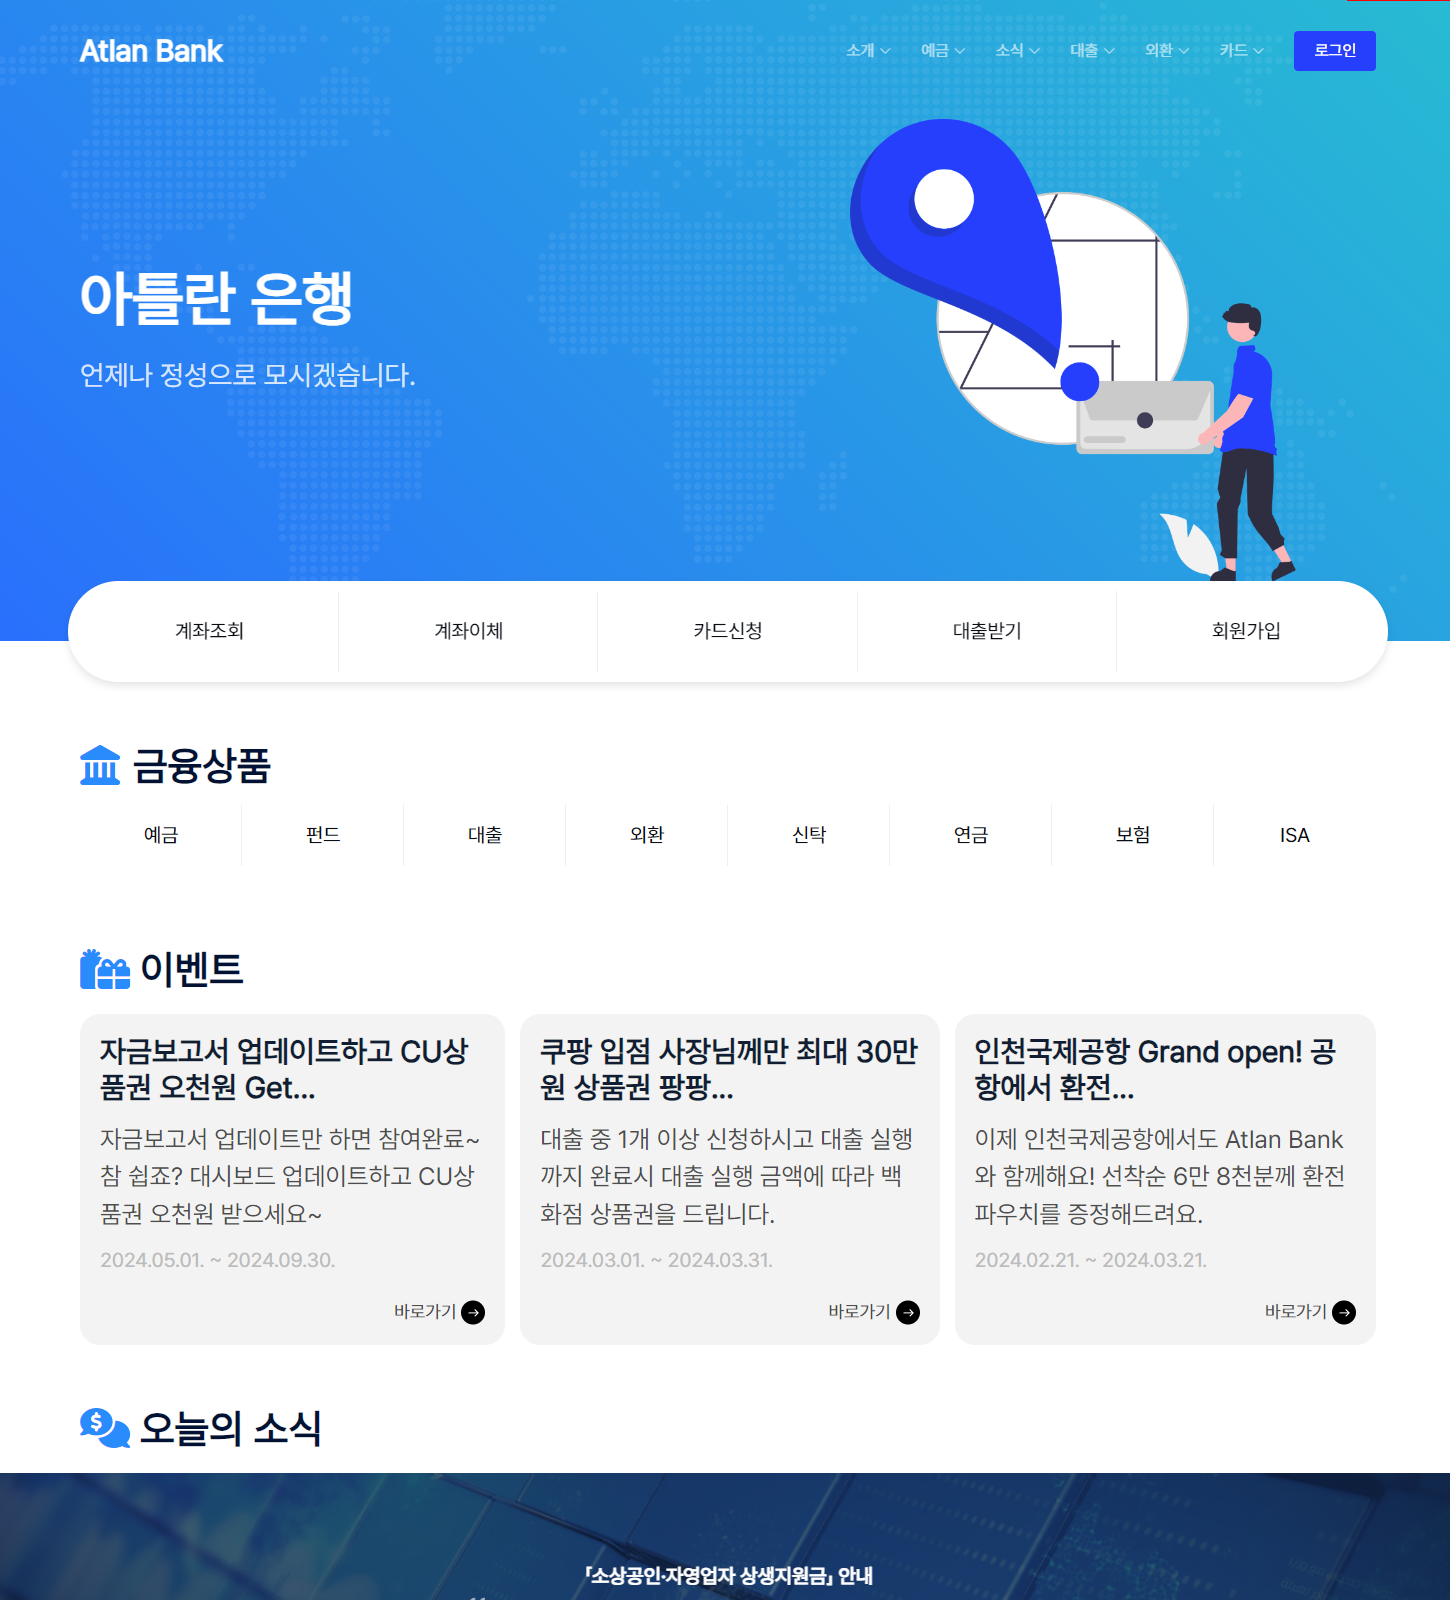 Atlan Bank
소개 예금 소식 대출 외환 카드 로그인
아틀란 은행
언제나 정성으로 모시겠습니다.
계좌조회 계좌이체 카드신청 대출받기 회원가입
금융상품
예금 펀드 대출 외환 신탁 연금 보험 ISA
이벤트
자금보고서 업데이트하고 CU상
품권 오천원 Get...
자금보고서 업데이트만 하면 참여완료~
참 쉽죠? 대시보드 업데이트하고 CU상
품권 오천원 받으세요~
2024.05.01. ~ 2024.09.30.
바로가기
쿠팡 입점 사장님께만 최대 30만
원 상품권 팡팡...
대출 중 1개 이상 신청하시고 대출 실행
까지 완료시 대출 실행 금액에 따라 백
화점 상품권을 드립니다.
2024.03.01. ~ 2024.03.31.
바로가기
인천국제공항 Grand open! 공
항에서 환전...
이제 인천국제공항에서도 Atlan Bank
와 함께해요! 선착순 6만 8천분께 환전
파우치를 증정해드려요.
2024.02.21. ~ 2024.03.21.
바로가기
오늘의 소식
「소상공인·자영업자 상생지원금」 안내